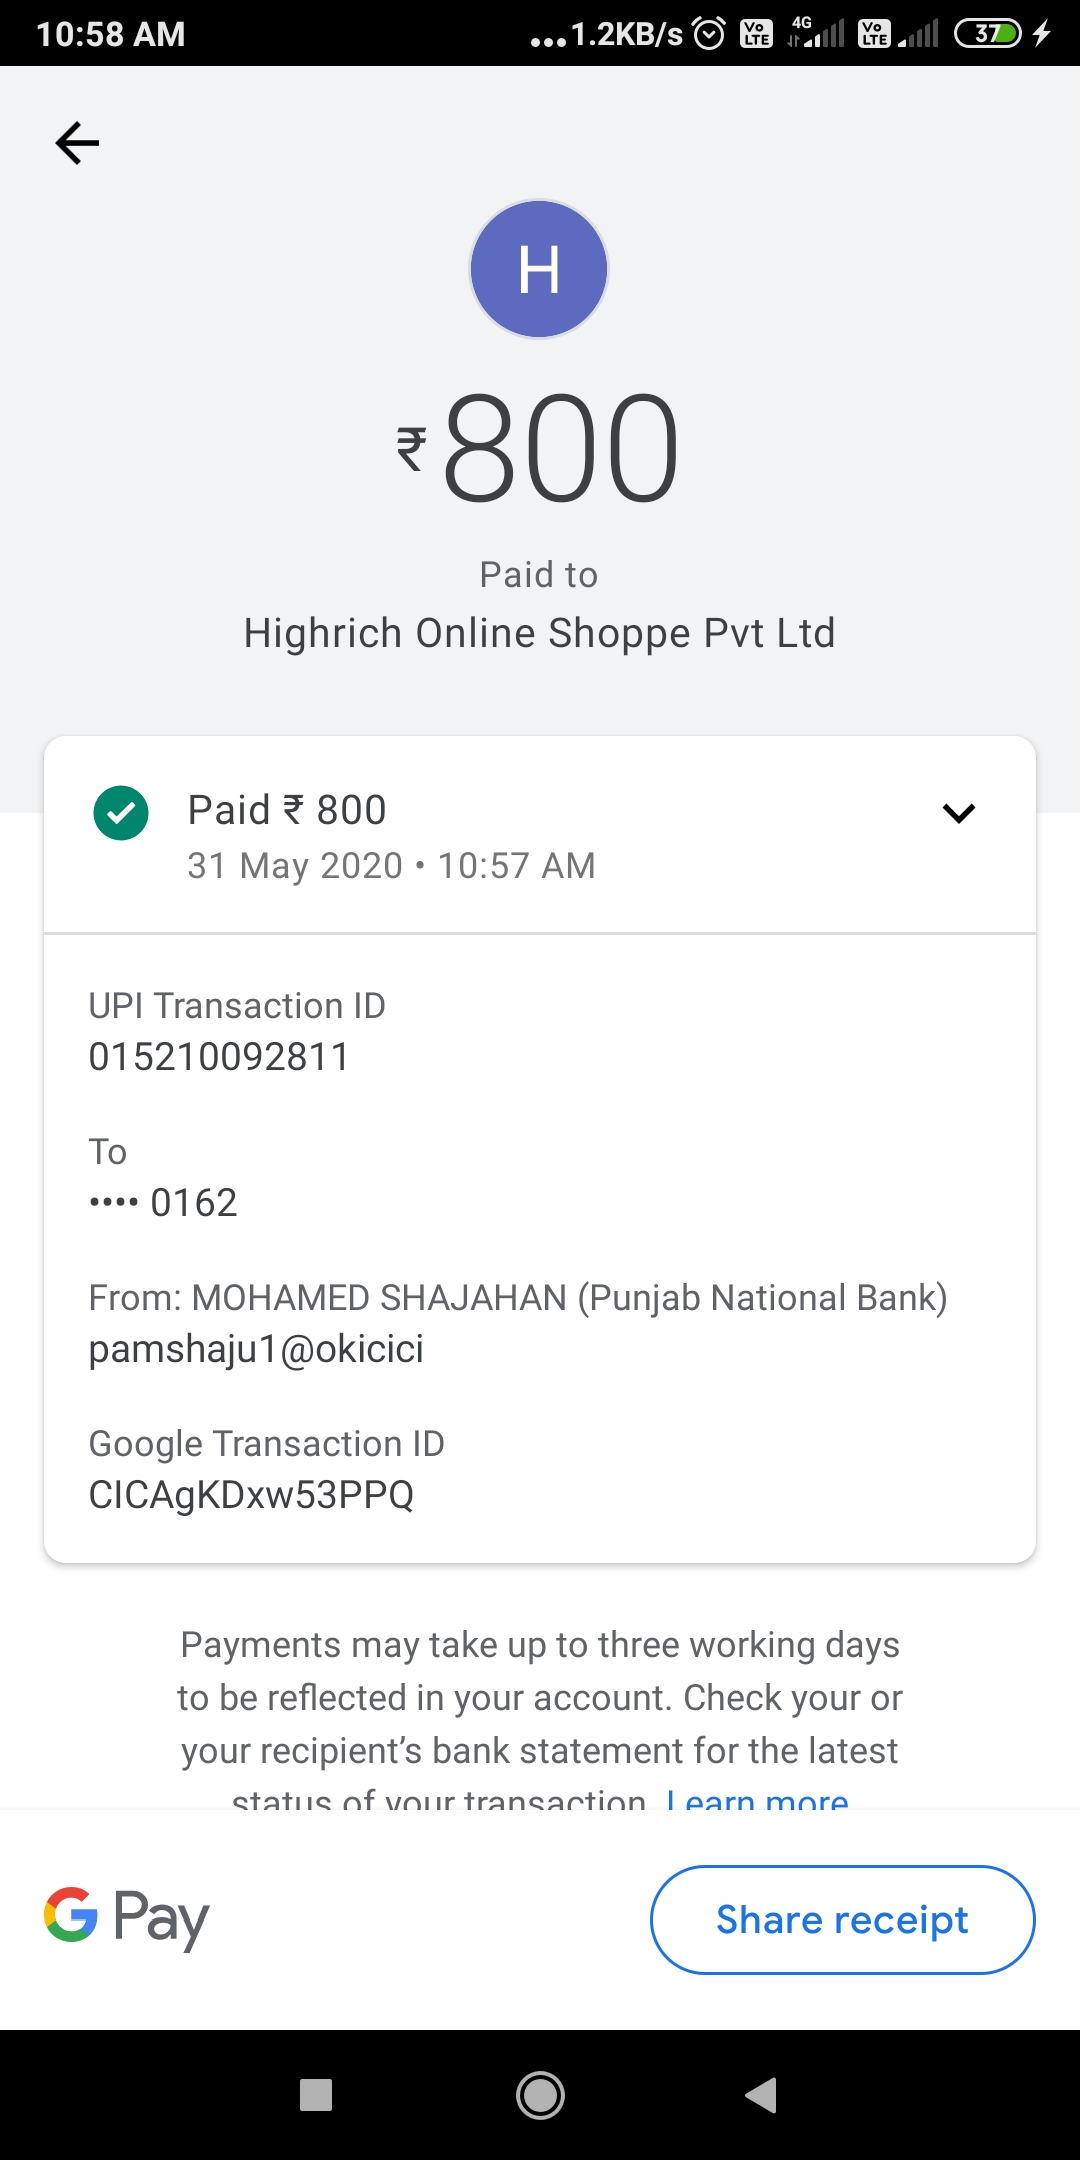 10:58 AM
...1.2KB/s Vo LTE 4G Vo LTE 37
H
₹800
Paid to
Highrich Online Shoppe Pvt Ltd
Paid ₹ 800
31 May 2020 • 10:57 AM
UPI Transaction ID
015210092811
To
•••• 0162
From: MOHAMED SHAJAHAN (Punjab National Bank)
pamshaju1@okicici
Google Transaction ID
CICAgKDxw53PPQ
Payments may take up to three working days
to be reflected in your account. Check your or
your recipient's bank statement for the latest
status of your transaction. Learn more
G Pay
Share receipt